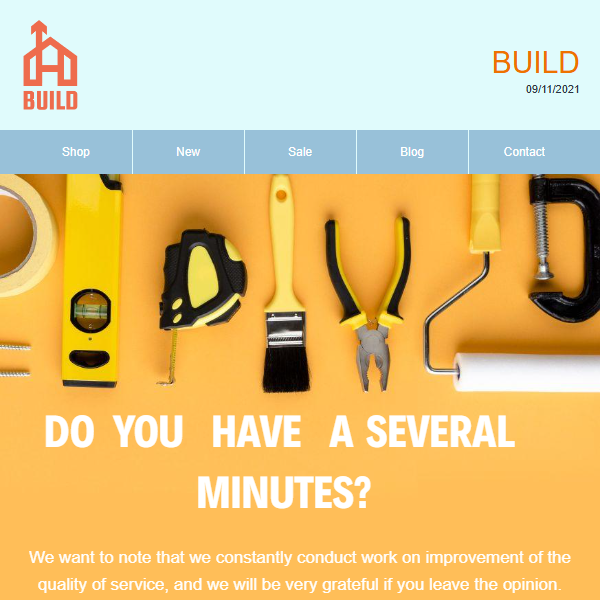 BUILD
BUILD
09/11/2021
Shop New Sale Blog Contact
DO YOU HAVE A SEVERAL
MINUTES?
We want to note that we constantly conduct work on improvement of the
quality of service, and we will be very grateful if you leave the opinion.